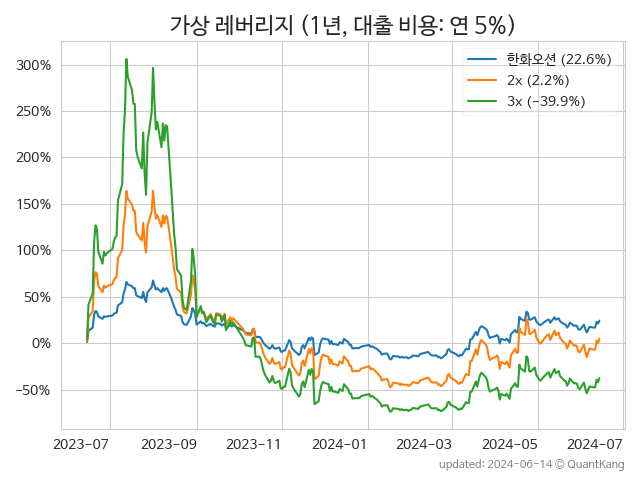 가상 레버리지 (1년, 대출 비용: 연 5%)
한화오션 (22.6%)
2x (2.2%)
3x (−39.9%)
300%
250%
200%
150%
100%
50%
0%
−50%
2023-07 2023-09 2023-11 2024-01 2024-03 2024-05 2024-07
updated: 2024-06-14 © QuantKang